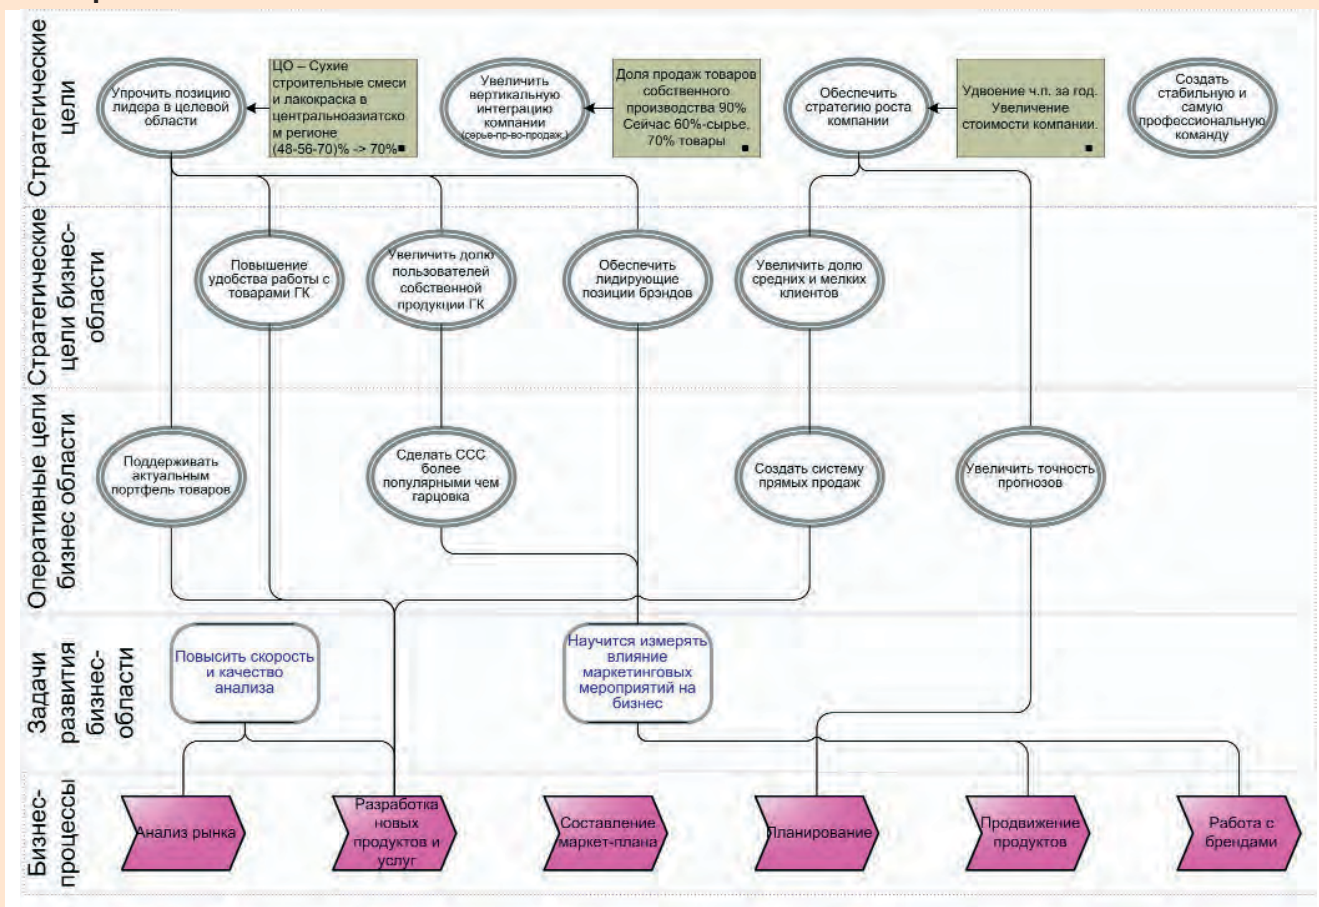 Стратегические
цели
Упрочить позицию
лидера в целевой
области
ЦО – Сухие
строительные смеси
и лакокраска в
центральноазиатско
м регионе
(48-56-70)% -> 70%
Увеличить
вертикальную
интеграцию
компании
(серье-пр-во-продаж.)
Доля продаж товаров
собственного
производства 90%
Сейчас 60%-сырье,
70% товары
Обеспечить
стратегию роста
компании
Удвоение ч.п. за год.
Увеличение
стоимости компании.
Создать
стабильную и
самую
профессиональную
команду
Стратегические
цели бизнес-
области
Повышение
удобства работы с
товарами ГК
Увеличить долю
пользователей
собственной
продукции ГК
Обеспечить
лидирующие
позиции брэндов
Увеличить долю
средних и мелких
клиентов
Оперативные цели
бизнес области
Поддерживать
актуальным
портфель товаров
Сделать ССС
более
популярными чем
гарцовка
Создать систему
прямых продаж
Увеличить точность
прогнозов
Задачи
развития
бизнес-
области
Повысить скорость
и качество
анализа
Научится измерять
влияние
маркетинговых
мероприятий на
бизнес
Бизнес-
процессы
Анализ рынка
Разработка
новых
продуктов и
услуг
Составление
маркет-плана
Планирование
Продвижение
продуктов
Работа с
брендами